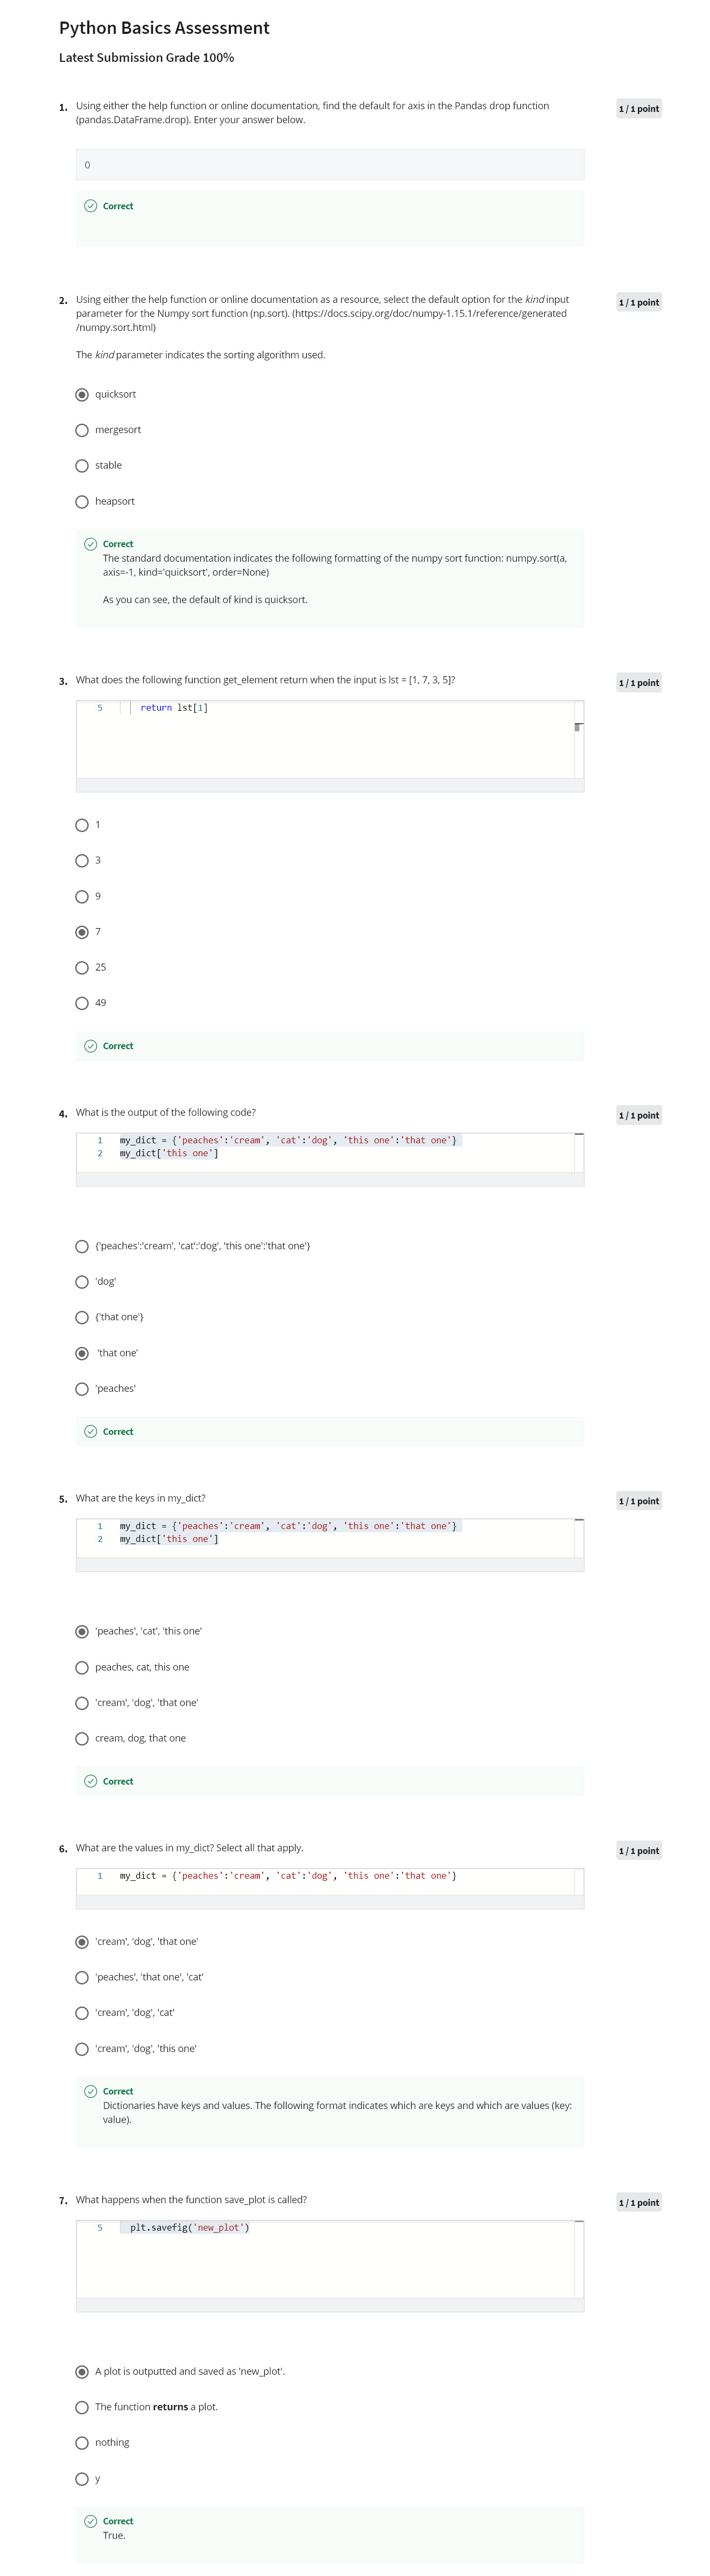 Python Basics Assessment
Latest Submission Grade 100%
1. Using either the help function or online documentation, find the default for axis in the Pandas drop function
(pandas.DataFrame.drop). Enter your answer below.
1 / 1 point
0
Correct
2. Using either the help function or online documentation as a resource, select the default option for the kind input
parameter for the Numpy sort function (np.sort). (https://docs.scipy.org/doc/numpy-1.15.1/reference/generated
/numpy.sort.html)
1 / 1 point
The kind parameter indicates the sorting algorithm used.
quicksort
mergesort
stable
heapsort
Correct
The standard documentation indicates the following formatting of the numpy sort function: numpy.sort(a,
axis=-1, kind='quicksort', order=None)
As you can see, the default of kind is quicksort.
3. What does the following function get_element return when the input is lst = [1, 7, 3, 5]?
1 / 1 point
5 return lst[1]
1
3
9
7
25
49
Correct
4. What is the output of the following code?
1 / 1 point
1 my_dict = {'peaches':'cream', 'cat':'dog', 'this one':'that one'}
2 my_dict['this one']
{'peaches':'cream', 'cat':'dog', 'this one':'that one'}
'dog'
{'that one'}
'that one'
'peaches'
Correct
5. What are the keys in my_dict?
1 / 1 point
1 my_dict = {'peaches':'cream', 'cat':'dog', 'this one':'that one'}
2 my_dict['this one']
'peaches', 'cat', 'this one'
peaches, cat, this one
'cream', 'dog', 'that one'
cream, dog, that one
Correct
6. What are the values in my_dict? Select all that apply.
1 / 1 point
1 my_dict = {'peaches':'cream', 'cat':'dog', 'this one':'that one'}
'cream', 'dog', 'that one'
'peaches', 'that one', 'cat'
'cream', 'dog', 'cat'
'cream', 'dog', 'this one'
Correct
Dictionaries have keys and values. The following format indicates which are keys and which are values (key:
value).
7. What happens when the function save_plot is called?
1 / 1 point
5 plt.savefig('new_plot')
A plot is outputted and saved as 'new_plot'.
The function returns a plot.
nothing
y
Correct
True.